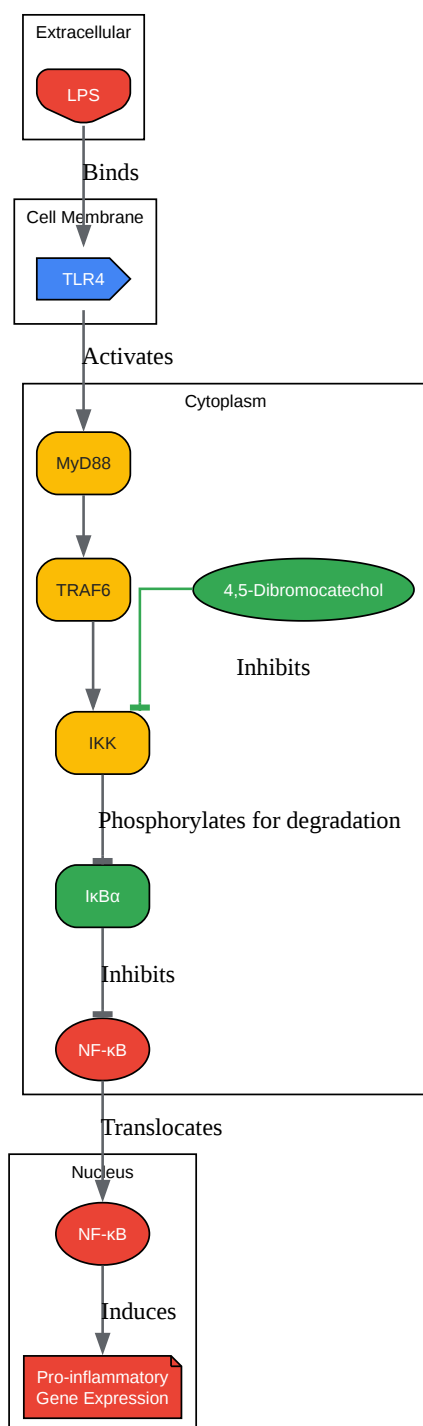 Extracellular
LPS
Binds
Cell Membrane
TLR4
Activates
Cytoplasm
MyD88
TRAF6
4,5-Dibromocatechol
Inhibits
IKK
Phosphorylates for degradation
IκBα
Inhibits
NF-κB
Translocates
Nucleus
NF-κB
Induces
Pro-inflammatory
Gene Expression